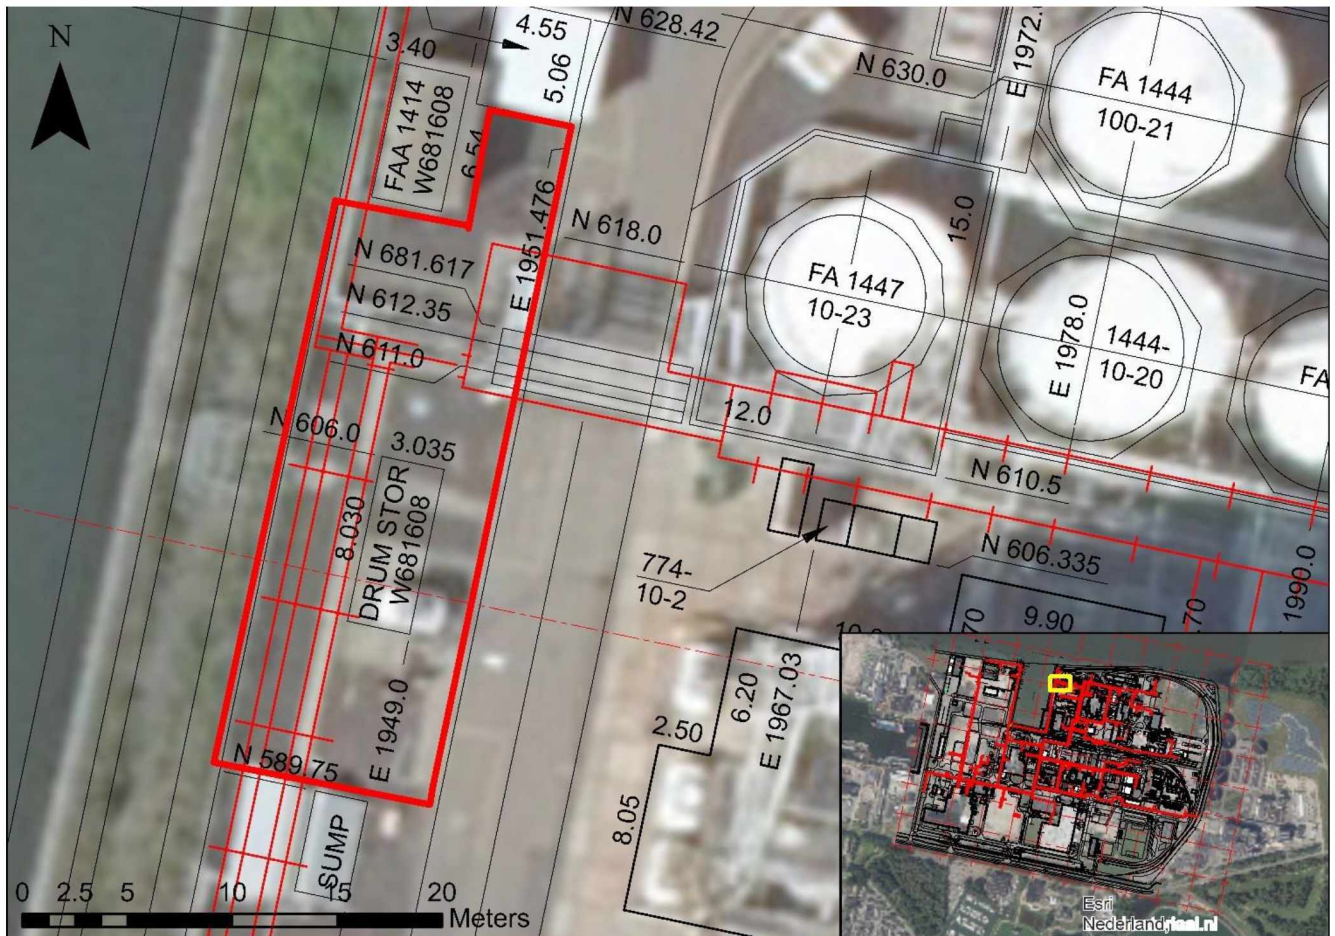 N
3.40
4.55
5.06
N 628.42
N 630.0
E 1972.
FA 1444
100-21
FAA 1414
W681608
6.54
E 1951.476
N 618.0
15.0
N 681.617
N 612.35
N 611.0
FA 1447
10-23
E 1978.0
1444-
10-20
FA
N 606.0
3.035
12.0
N 610.5
8.030
DRUM STOR
W681608
774-
10-2
N 606.335
1990.0
9.90
.70
.70
6.20
E 1967.03
2.50
E 1949.0
N 589.75
8.05
SUMP
0 2.5 5 10 15 20
Meters
Esri
Nederland,